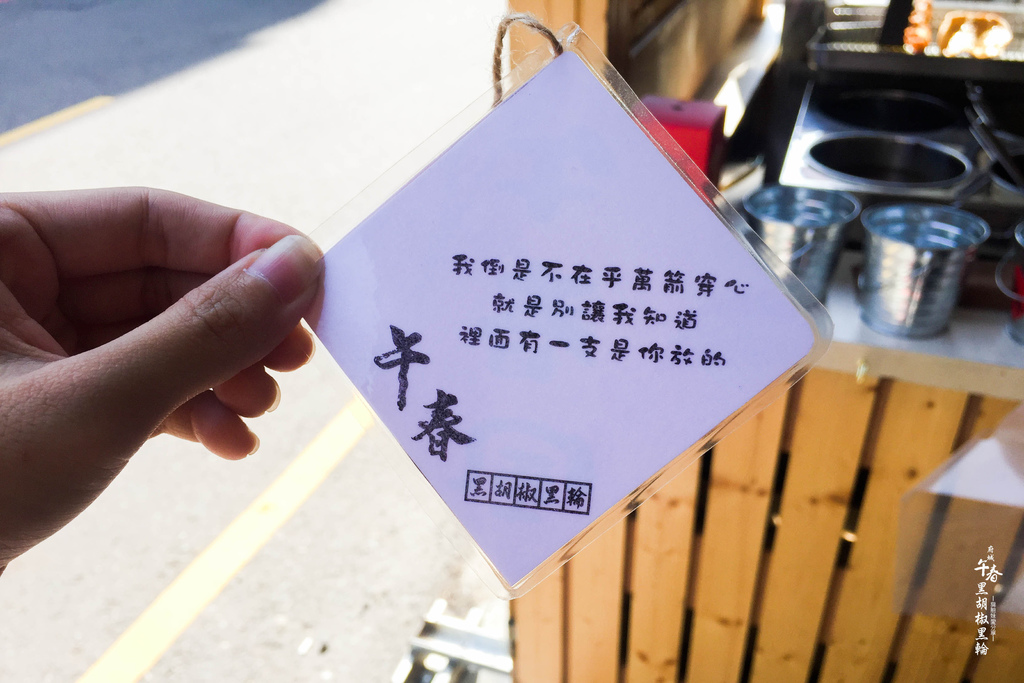 我倒是不在乎萬箭穿心
就是別讓我知道
裡面有一支是你放的
午春
黑胡椒黑輪
府城
午春
黑胡椒黑輪